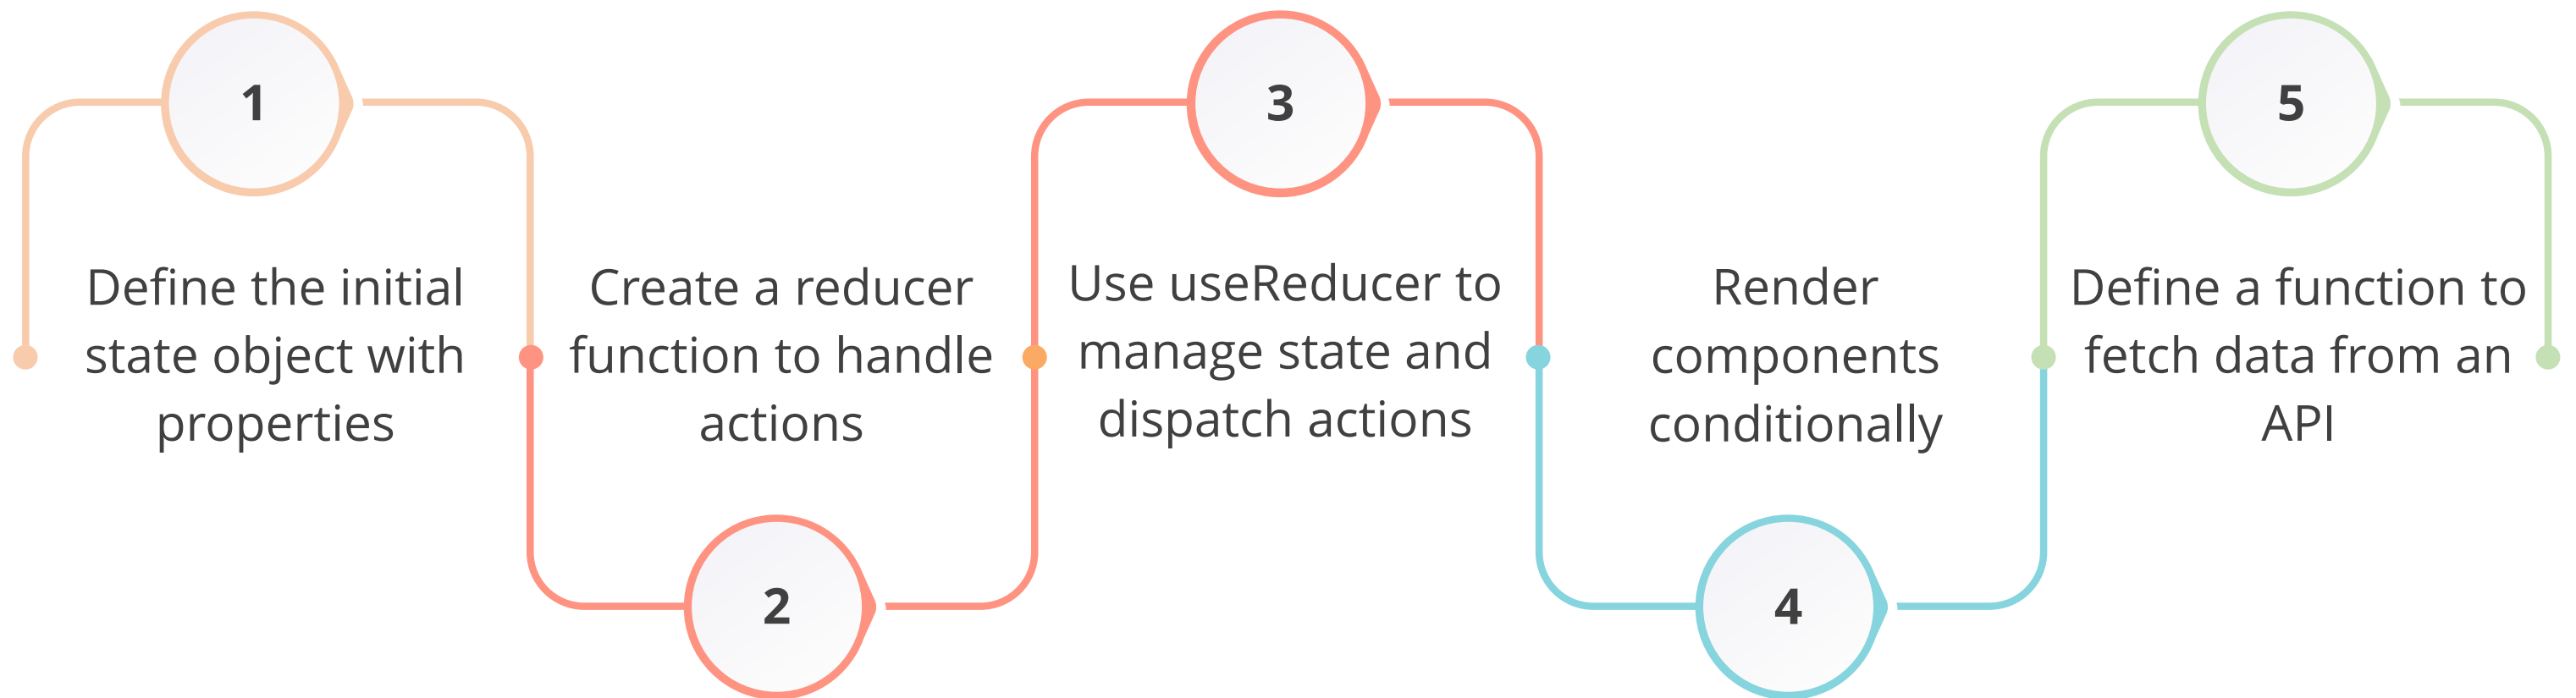 1
Define the initial
state object with
properties
2
Create a reducer
function to handle
actions
3
Use useReducer to
manage state and
dispatch actions
4
Render
components
conditionally
5
Define a function to
fetch data from an
API